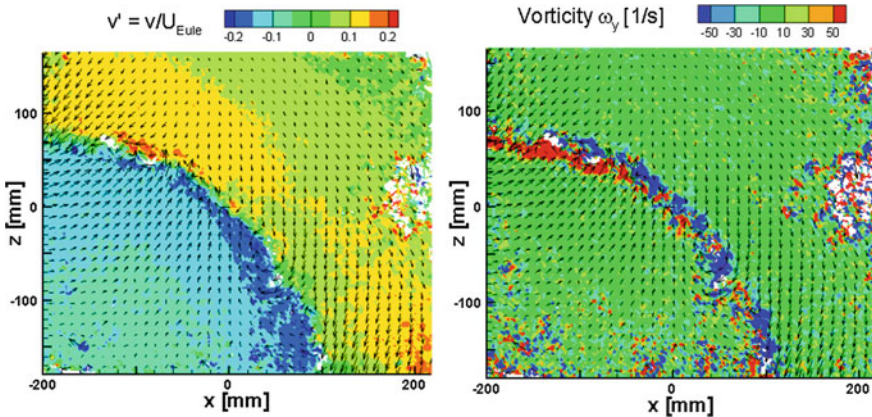 v' = v/U_Eule
-0.2 -0.1 0 0.1 0.2
z [mm]
100
0
-100
-200 0 200
x [mm]
Vorticity ω_y [1/s]
-50 -30 -10 10 30 50
z [mm]
100
0
-100
-200 0 200
x [mm]